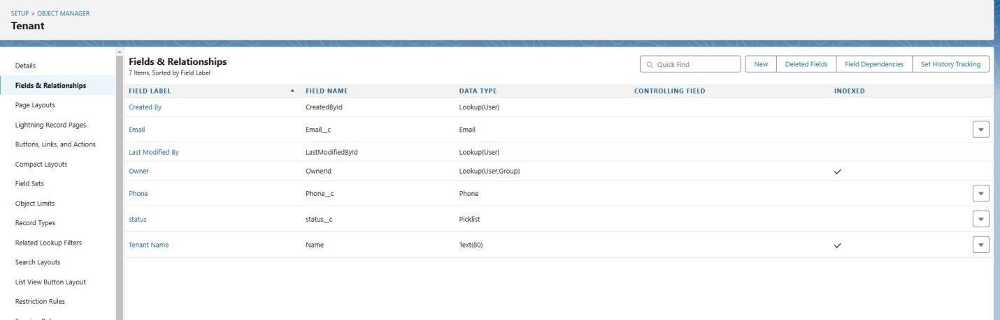 SETUP > OBJECT MANAGER
Tenant
Details
Fields & Relationships
Page Layouts
Lightning Record Pages
Buttons, Links, and Actions
Compact Layouts
Field Sets
Object Limits
Record Types
Related Lookup Filters
Search Layouts
List View Button Layout
Restriction Rules
Fields & Relationships
7 Items, Sorted by Field Label
Quick Find
New Deleted Fields Field Dependencies Set History Tracking
FIELD LABEL FIELD NAME DATA TYPE CONTROLLING FIELD INDEXED
Created By CreatedById Lookup(User)
Email Email__c Email
Last Modified By LastModifiedById Lookup(User)
Owner OwnerId Lookup(User,Group)
Phone Phone__c Phone
status status__c Picklist
Tenant Name Name Text(80)